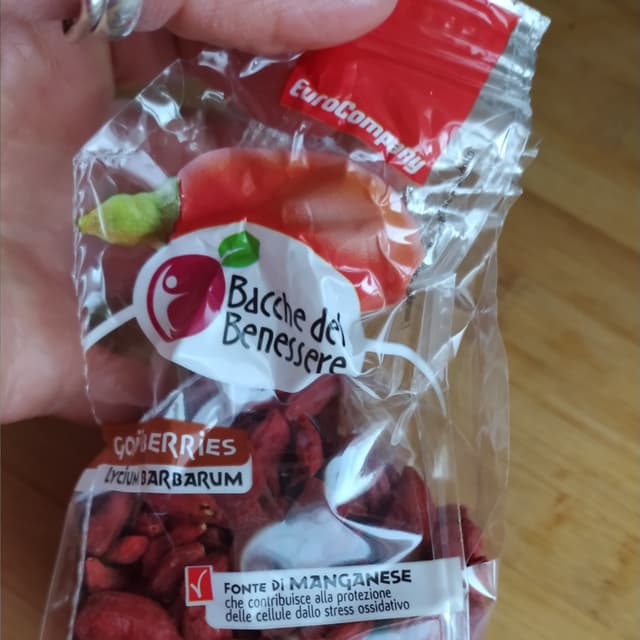 EuroCompany
Bacche del
Benessere
GOJI BERRIES
LYCIUM BARBARUM
FONTE DI MANGANESE
che contribuisce alla protezione
delle cellule dallo stress ossidativo